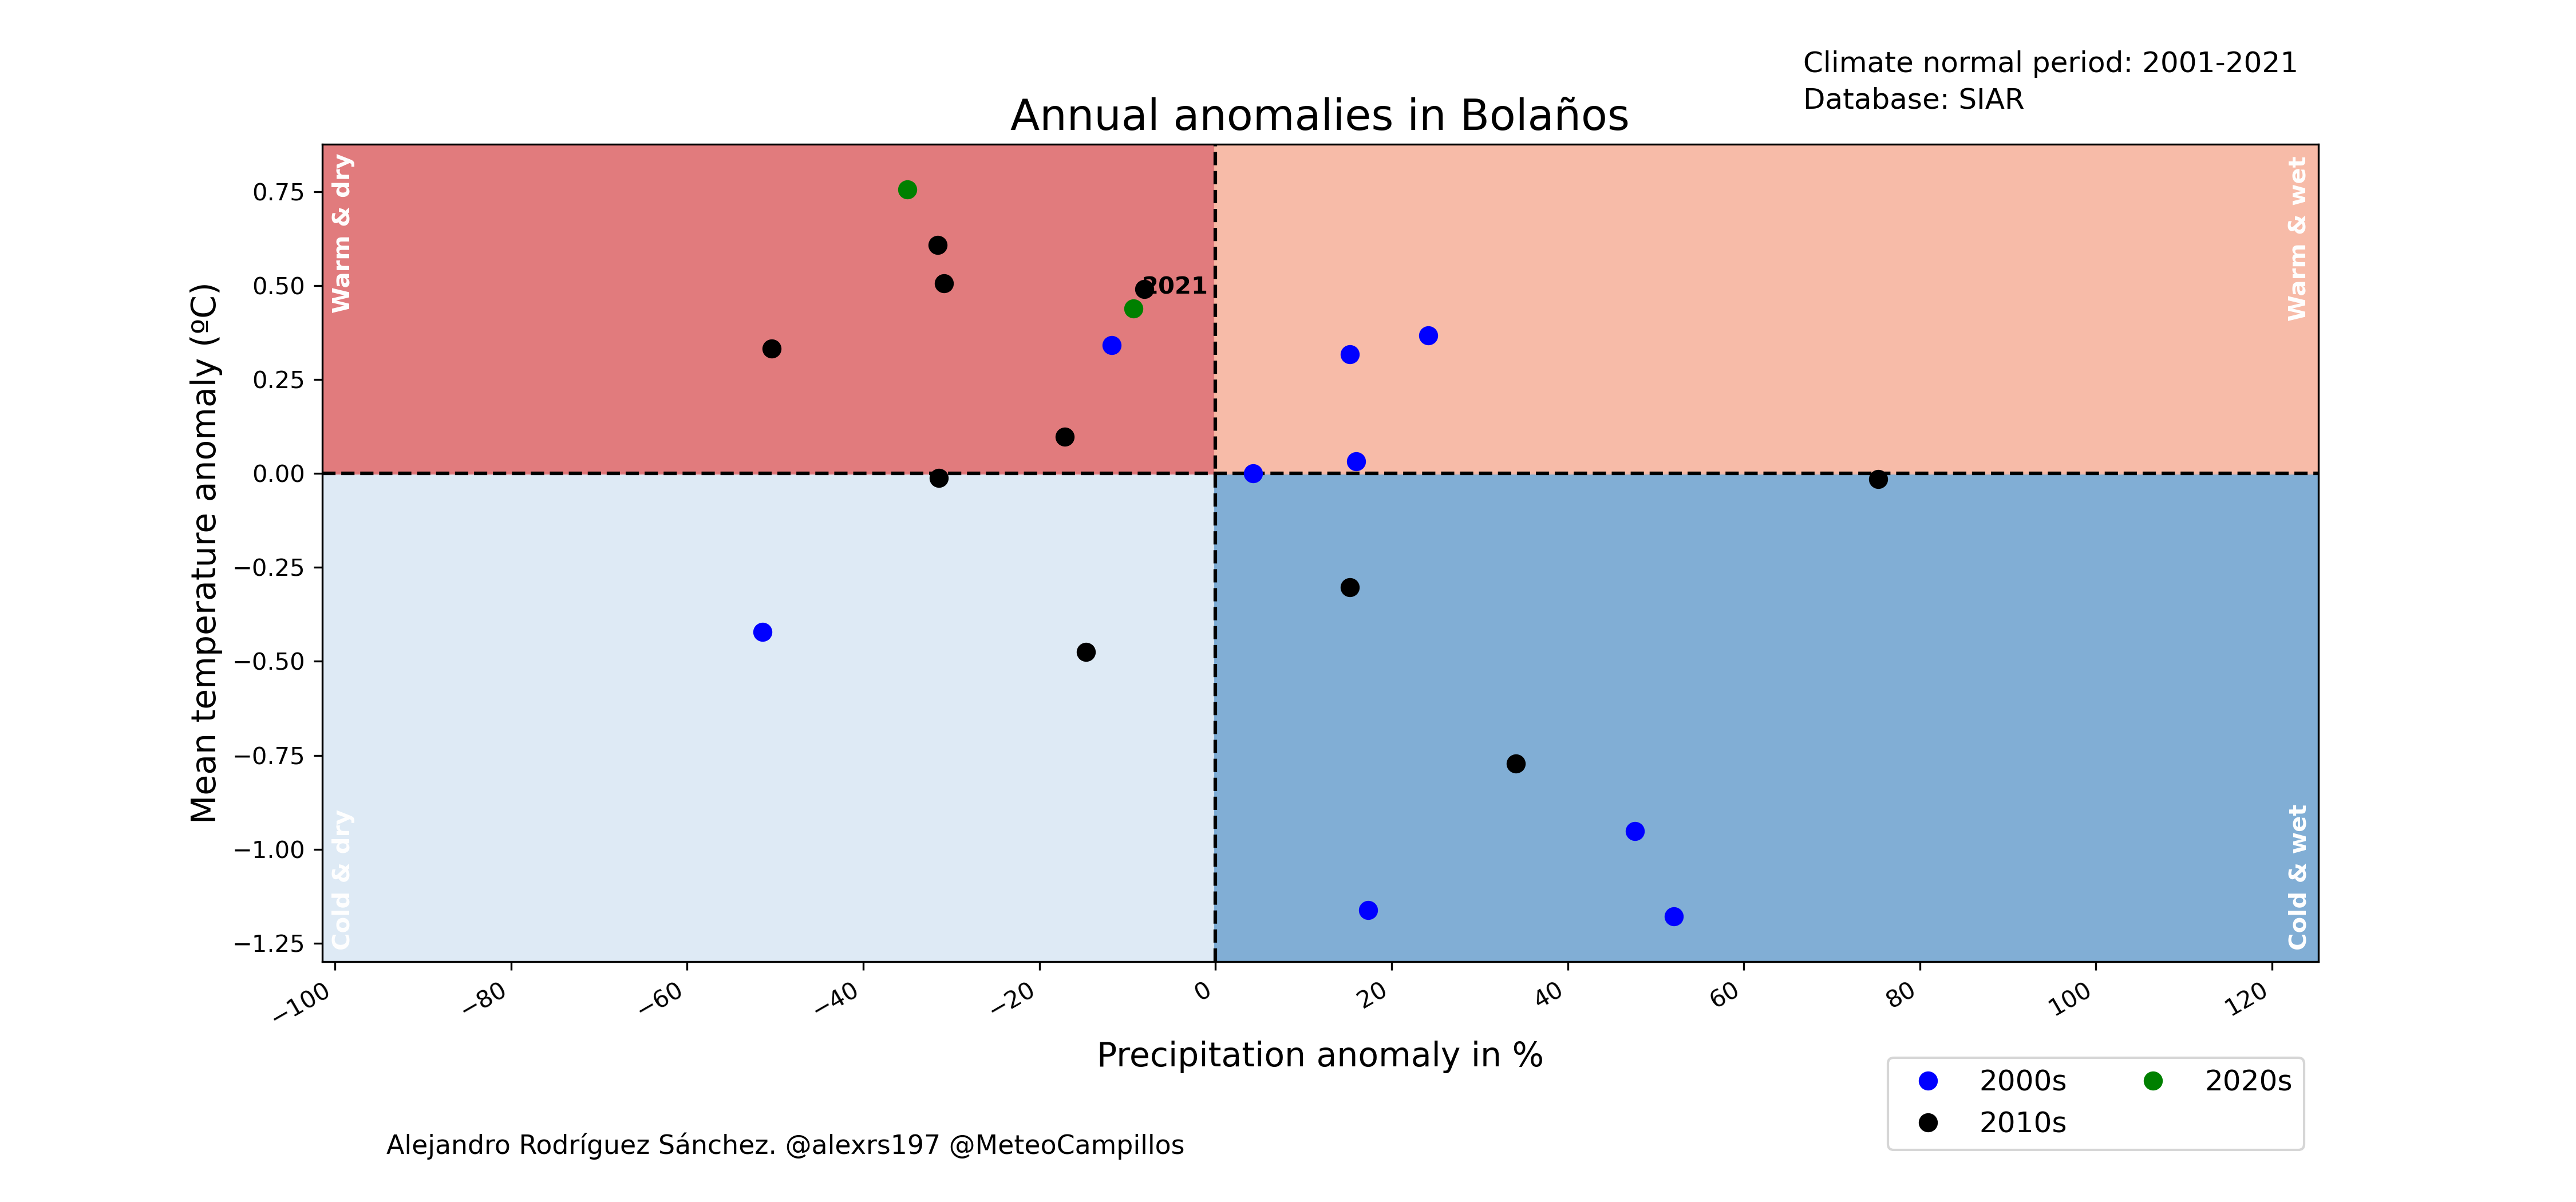 Climate normal period: 2001-2021
Database: SIAR
Annual anomalies in Bolaños
Warm & dry
Warm & wet
2021
Cold & dry
Cold & wet
Mean temperature anomaly (ºC)
0.75
0.50
0.25
0.00
−0.25
−0.50
−0.75
−1.00
−1.25
−100 −80 −60 −40 −20 0 20 40 60 80 100 120
Precipitation anomaly in %
2000s 2020s
2010s
Alejandro Rodríguez Sánchez. @alexrs197 @MeteoCampillos